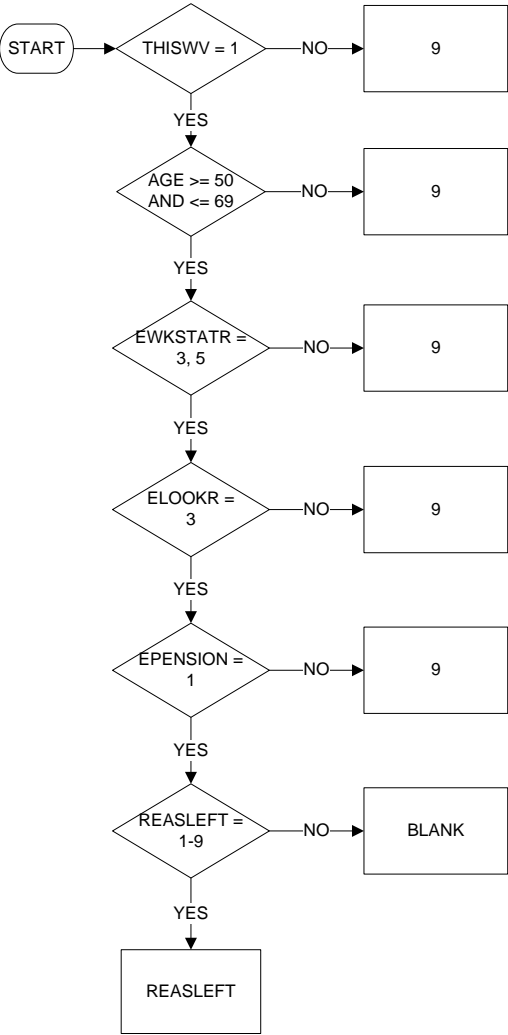 START
THISWV = 1
NO
9
YES
AGE >= 50
AND <= 69
NO
9
YES
EWKSTATR =
3, 5
NO
9
YES
ELOOKR =
3
NO
9
YES
EPENSION =
1
NO
9
YES
REASLEFT =
1-9
NO
BLANK
YES
REASLEFT